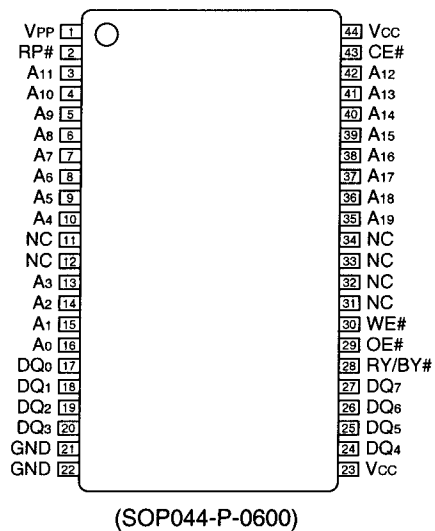 VPP 1 44 VCC
RP# 2 43 CE#
A11 3 42 A12
A10 4 41 A13
A9 5 40 A14
A8 6 39 A15
A7 7 38 A16
A6 8 37 A17
A5 9 36 A18
A4 10 35 A19
NC 11 34 NC
NC 12 33 NC
A3 13 32 NC
A2 14 31 NC
A1 15 30 WE#
A0 16 29 OE#
DQ0 17 28 RY/BY#
DQ1 18 27 DQ7
DQ2 19 26 DQ6
DQ3 20 25 DQ5
GND 21 24 DQ4
GND 22 23 VCC
(SOP044-P-0600)